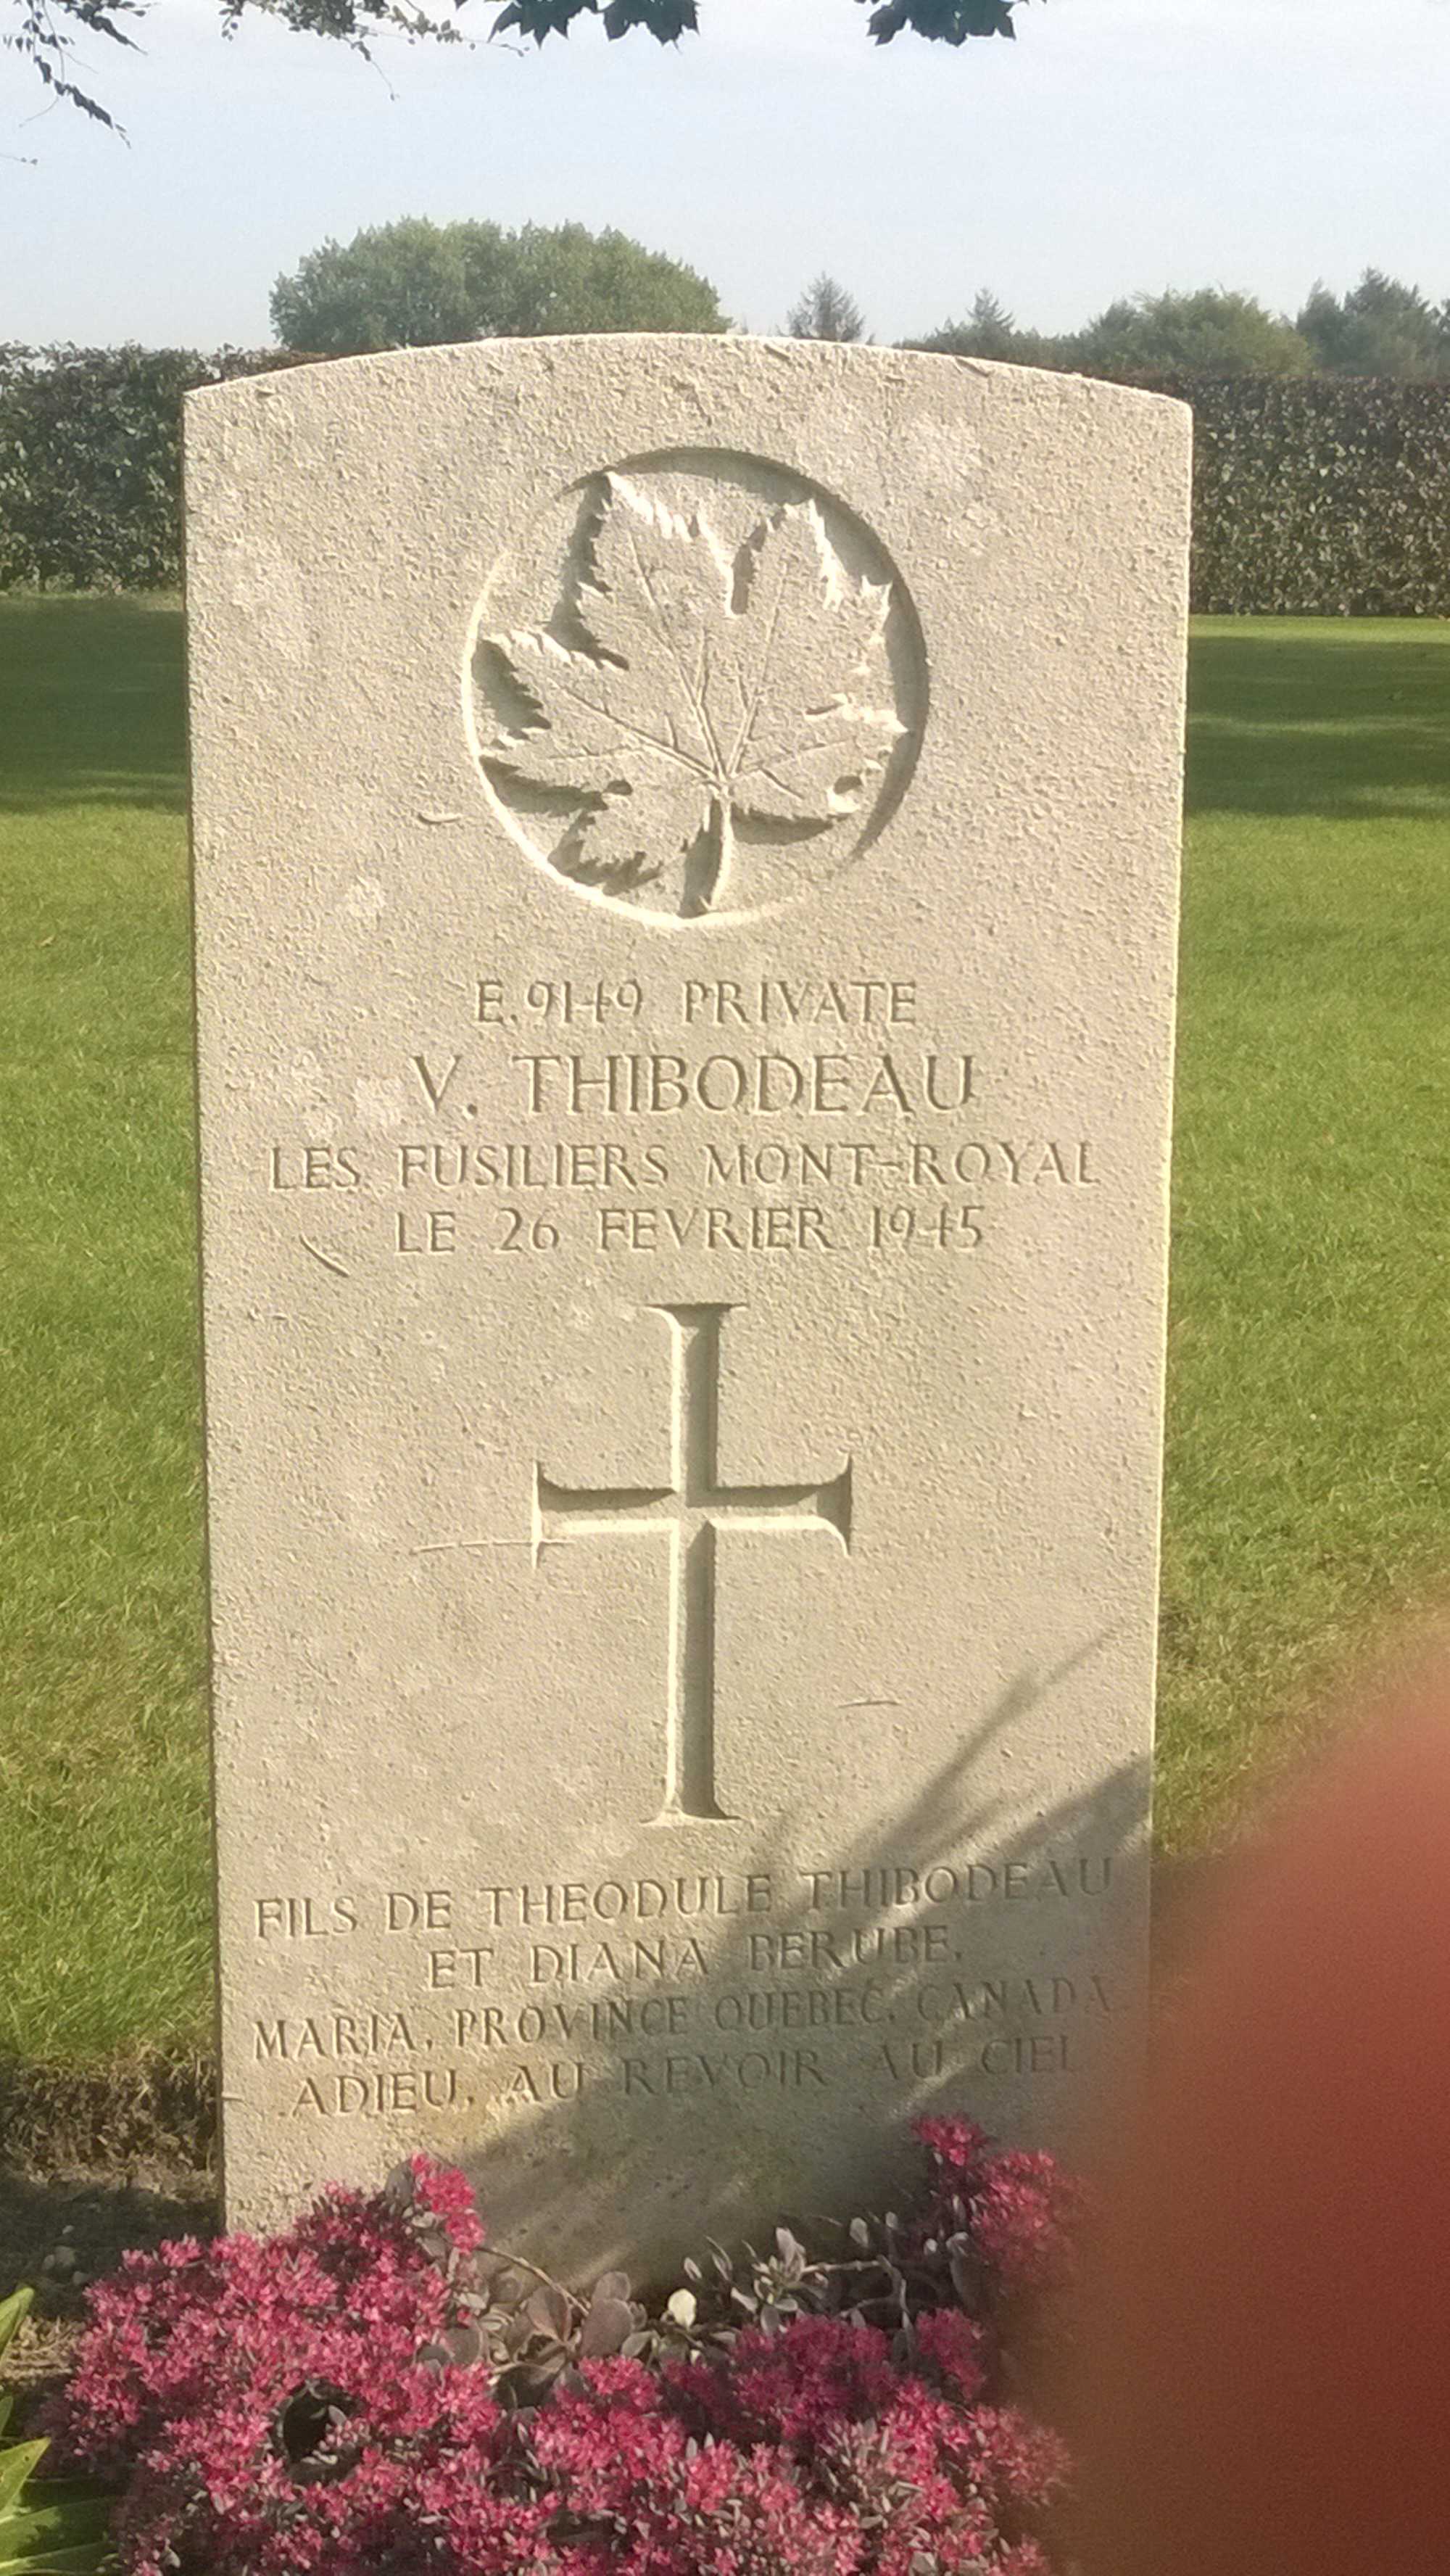 E.9149 PRIVATE
V. THIBODEAU
LES FUSILIERS MONT-ROYAL
LE 26 FEVRIER 1945
FILS DE THEODULE THIBODEAU
ET DIANA BERUBE,
MARIA, PROVINCE QUEBEC, CANADA
ADIEU, AU REVOIR AU CIEL